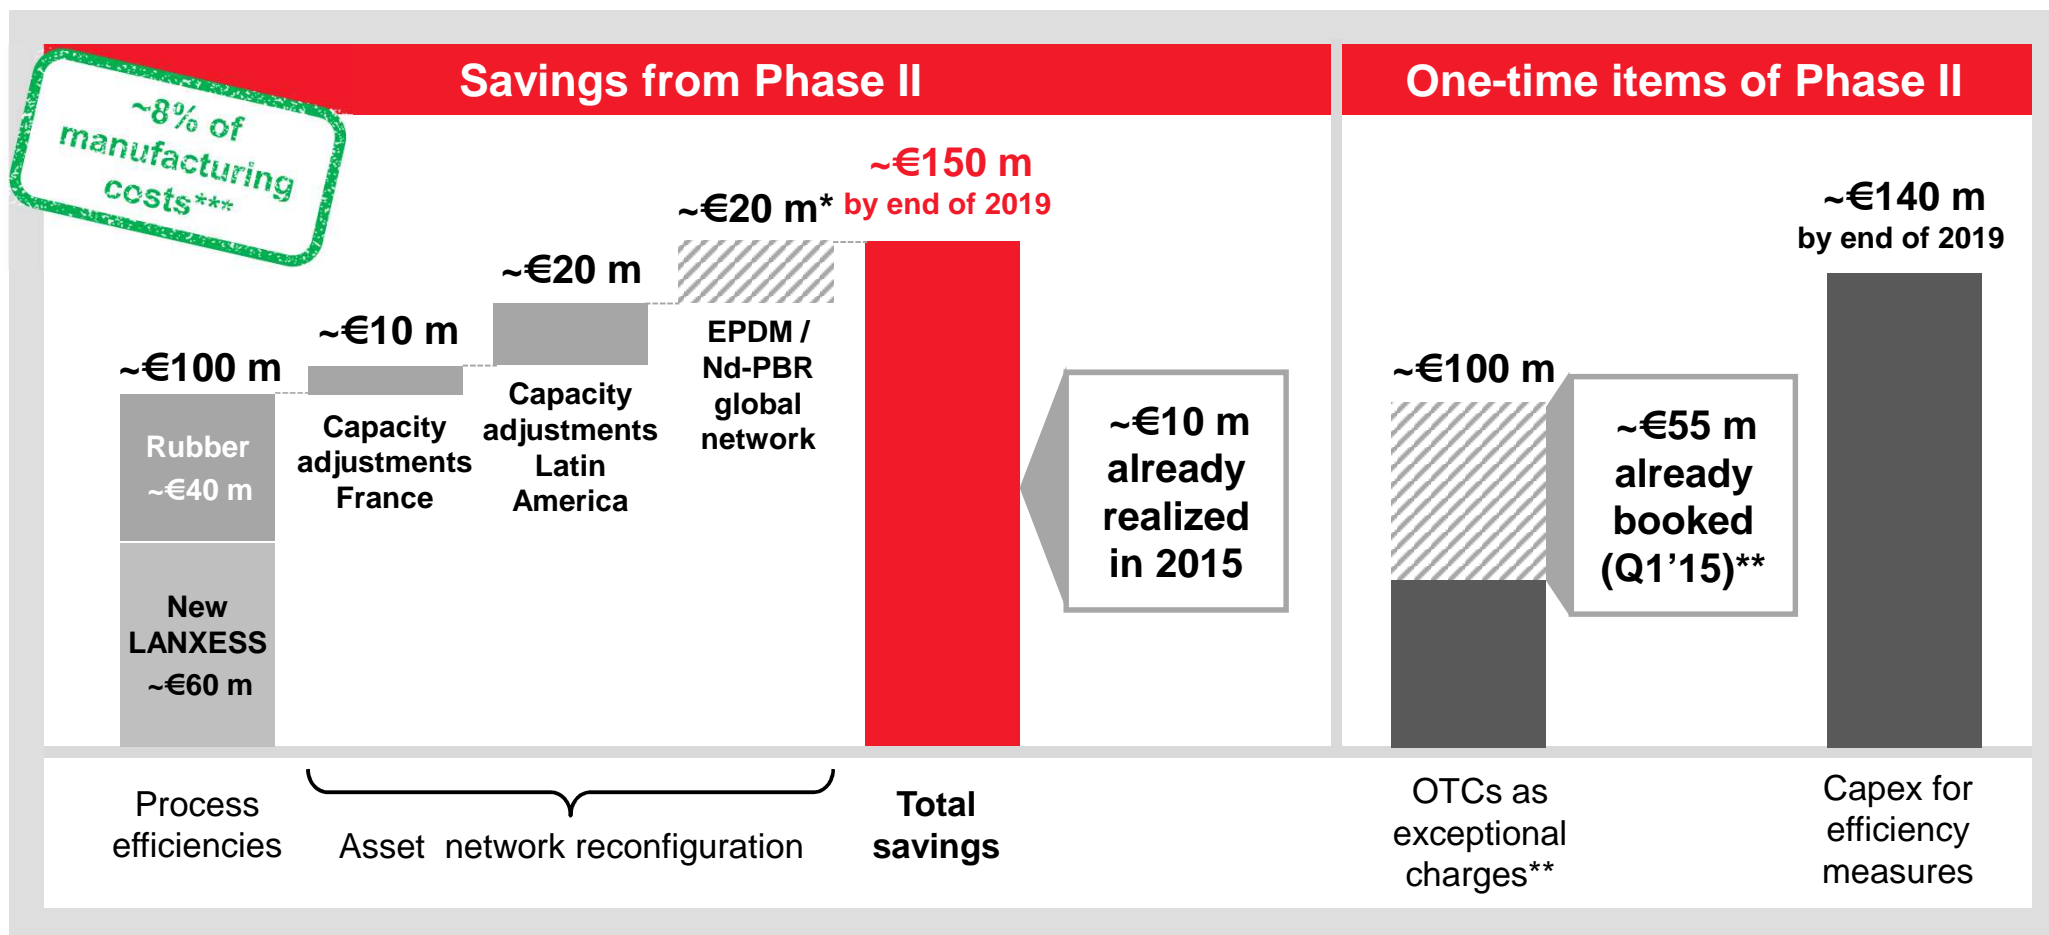 Savings from Phase II
One-time items of Phase II
~8% of
manufacturing
costs***
~€100 m
Rubber
~€40 m
New
LANXESS
~€60 m
~€10 m
Capacity
adjustments
France
~€20 m
Capacity
adjustments
Latin
America
~€20 m*
EPDM /
Nd-PBR
global
network
~€150 m
by end of 2019
~€10 m
already
realized
in 2015
~€100 m
~€55 m
already
booked
(Q1’15)**
~€140 m
by end of 2019
Process
efficiencies
Asset network reconfiguration
Total
savings
OTCs as
exceptional
charges**
Capex for
efficiency
measures